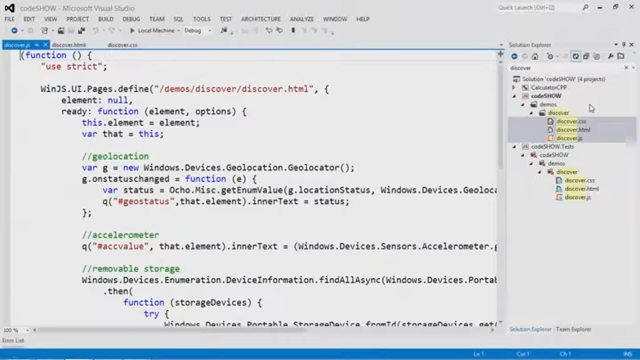 codeSHOW - Microsoft Visual Studio
Quick Launch (Ctrl+Q)
FILE EDIT VIEW PROJECT BUILD DEBUG TEAM SQL TOOLS TEST ARCHITECTURE ANALYZE WINDOW HELP
Local Machine Debug
discover.js discover.html discover.css
(function () {
"use strict";
WinJS.UI.Pages.define("/demos/discover/discover.html", {
element: null,
ready: function (element, options) {
this.element = element;
var that = this;
//geolocation
var g = new Windows.Devices.Geolocation.Geolocator();
g.onstatuschanged = function (e) {
var status = Ocho.Misc.getEnumValue(g.locationStatus, Windows.Devices.Geolo
q("#geostatus",that.element).innerText = status;
};
//accelerometer
q("#accvalue", that.element).innerText = (Windows.Devices.Sensors.Accelerometer.g
//removable storage
Windows.Devices.Enumeration.DeviceInformation.findAllAsync(Windows.Devices.Porta
.then(
function (storageDevices) {
try {
Windows.Portable.StorageDevice.fromId(storageDevices.get
100 %
Error List
Solution Explorer
discover
Solution 'codeSHOW' (4 projects)
CalculatorCPP
codeSHOW
demos
discover
discover.css
discover.html
discover.js
codeSHOW.Tests
codeSHOW
demos
discover
discover.css
discover.html
discover.js
Solution Explorer Team Explorer
Ln 1 Col 1 Ch 1 INS